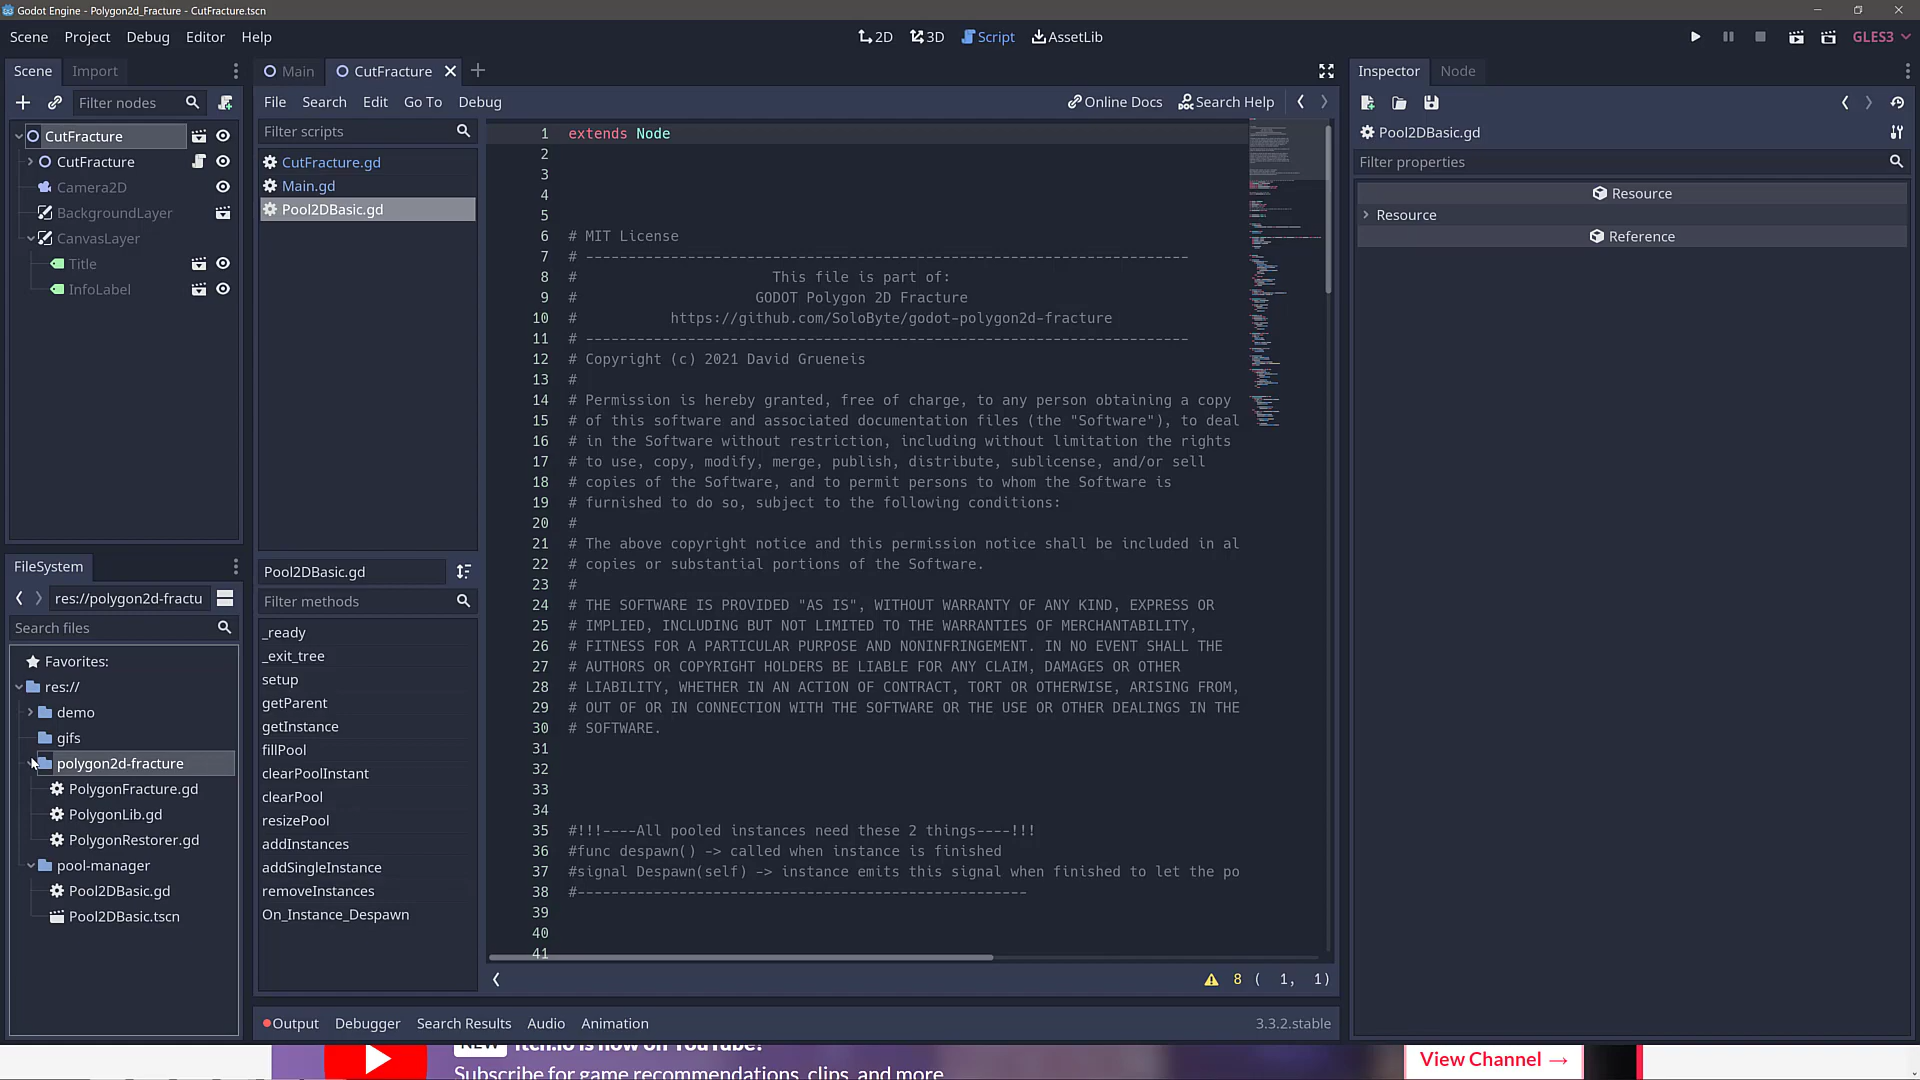 Godot Engine - Polygon2d_Fracture - CutFracture.tscn
Scene Project Debug Editor Help
2D 3D Script AssetLib
GLES3
Scene Import
Filter nodes
CutFracture
CutFracture
Camera2D
BackgroundLayer
CanvasLayer
Title
InfoLabel
FileSystem
res://polygon2d-fractu
Search files
Favorites:
res://
demo
gifs
polygon2d-fracture
PolygonFracture.gd
PolygonLib.gd
PolygonRestorer.gd
pool-manager
Pool2DBasic.gd
Pool2DBasic.tscn
Main CutFracture
File Search Edit Go To Debug
Online Docs Search Help
Filter scripts
CutFracture.gd
Main.gd
Pool2DBasic.gd
Pool2DBasic.gd
Filter methods
_ready
_exit_tree
setup
getParent
getInstance
fillPool
clearPoolInstant
clearPool
resizePool
addInstances
addSingleInstance
removeInstances
On_Instance_Despawn
1 extends Node
2
3
4
5
6 # MIT License
7 # -----------------------------------------------------------------------
8 # This file is part of:
9 # GODOT Polygon 2D Fracture
10 # https://github.com/SoloByte/godot-polygon2d-fracture
11 # -----------------------------------------------------------------------
12 # Copyright (c) 2021 David Grueneis
13 #
14 # Permission is hereby granted, free of charge, to any person obtaining a copy
15 # of this software and associated documentation files (the "Software"), to deal
16 # in the Software without restriction, including without limitation the rights
17 # to use, copy, modify, merge, publish, distribute, sublicense, and/or sell
18 # copies of the Software, and to permit persons to whom the Software is
19 # furnished to do so, subject to the following conditions:
20 #
21 # The above copyright notice and this permission notice shall be included in al
22 # copies or substantial portions of the Software.
23 #
24 # THE SOFTWARE IS PROVIDED "AS IS", WITHOUT WARRANTY OF ANY KIND, EXPRESS OR
25 # IMPLIED, INCLUDING BUT NOT LIMITED TO THE WARRANTIES OF MERCHANTABILITY,
26 # FITNESS FOR A PARTICULAR PURPOSE AND NONINFRINGEMENT. IN NO EVENT SHALL THE
27 # AUTHORS OR COPYRIGHT HOLDERS BE LIABLE FOR ANY CLAIM, DAMAGES OR OTHER
28 # LIABILITY, WHETHER IN AN ACTION OF CONTRACT, TORT OR OTHERWISE, ARISING FROM,
29 # OUT OF OR IN CONNECTION WITH THE SOFTWARE OR THE USE OR OTHER DEALINGS IN THE
30 # SOFTWARE.
31
32
33
34
35 #!!!----All pooled instances need these 2 things----!!!
36 #func despawn() -> called when instance is finished
37 #signal Despawn(self) -> instance emits this signal when finished to let the po
38 #-----------------------------------------------------
39
40
41
8 ( 1, 1)
Output Debugger Search Results Audio Animation
3.3.2.stable
Inspector Node
Pool2DBasic.gd
Filter properties
Resource
Resource
Reference
NEW itch.io is now on YouTube!
Subscribe for game recommendations, clips, and more
View Channel →